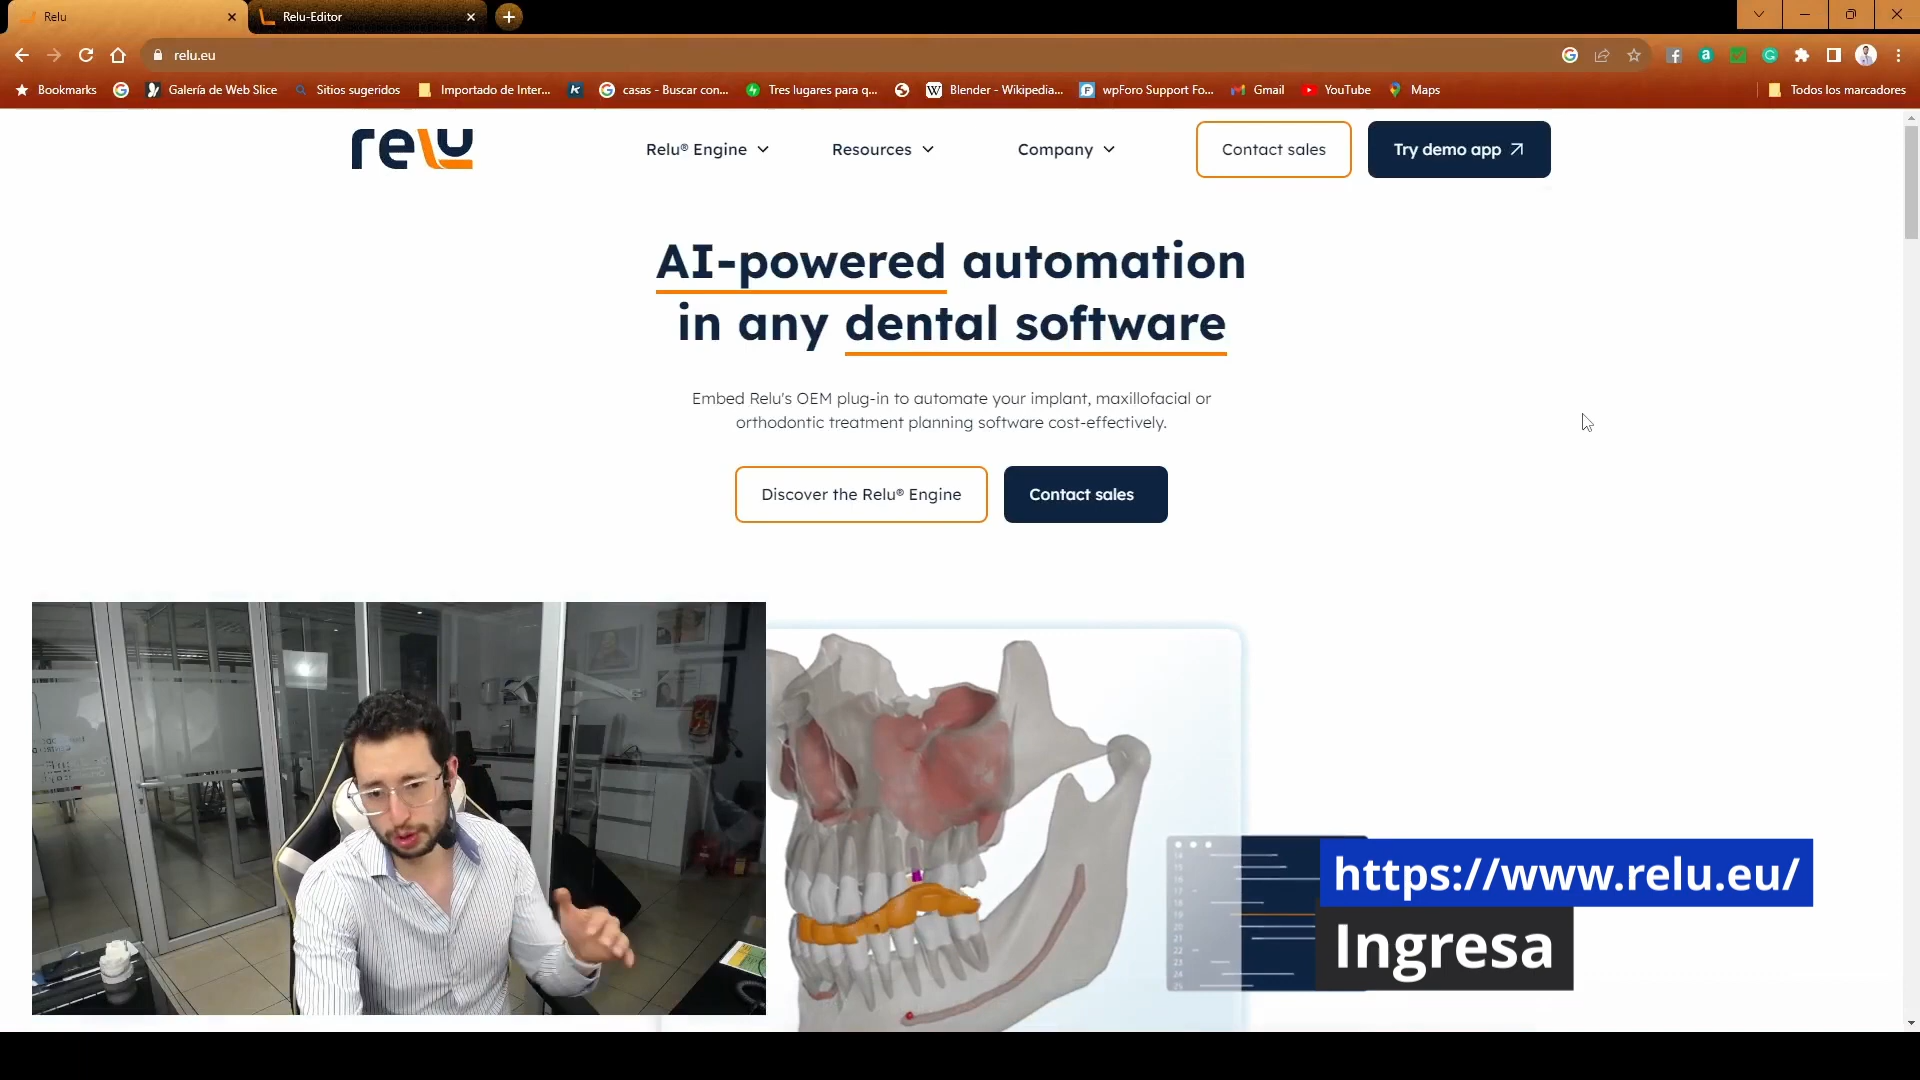 Relu
Relu-Editor
relu.eu
Bookmarks
Galería de Web Slice
Sitios sugeridos
Importado de Inter...
casas - Buscar con...
Tres lugares para q...
Blender - Wikipedia...
wpForo Support Fo...
Gmail
YouTube
Maps
Todos los marcadores
relu
Relu® Engine
Resources
Company
Contact sales
Try demo app
AI-powered automation
in any dental software
Embed Relu's OEM plug-in to automate your implant, maxillofacial or
orthodontic treatment planning software cost-effectively.
Discover the Relu® Engine
Contact sales
https://www.relu.eu/
Ingresa